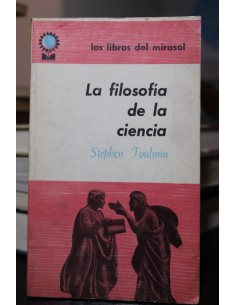 los libros del mirasol
La filosofía
de la
ciencia
Stephen Toulmin